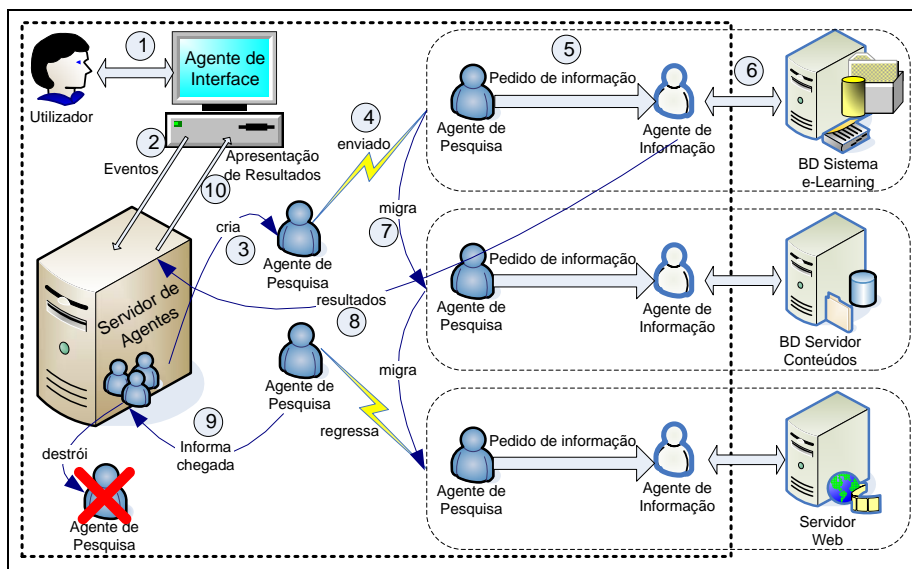 1
Agente de
Interface
Utilizador
2
Eventos
Apresentação
de Resultados
10
4
enviado
cria
3
Agente de
Pesquisa
Servidor de
Agentes
resultados
8
Agente de
Pesquisa
9
Informa
chegada
regressa
destrói
Agente de
Pesquisa
5
Pedido de informação
Agente de
Pesquisa
Agente de
Informação
6
BD Sistema
e-Learning
migra
7
Pedido de informação
Agente de
Pesquisa
Agente de
Informação
BD Servidor
Conteúdos
migra
Pedido de informação
Agente de
Pesquisa
Agente de
Informação
Servidor
Web